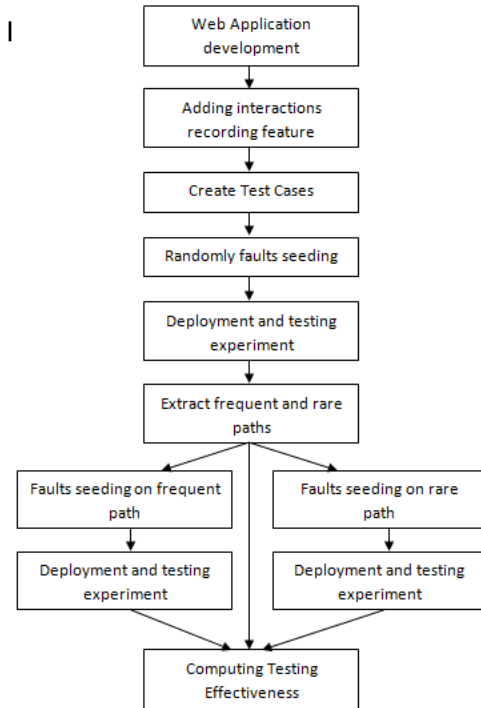 I
Web Application
development
Adding interactions
recording feature
Create Test Cases
Randomly faults seeding
Deployment and testing
experiment
Extract frequent and rare
paths
Faults seeding on frequent
path
Faults seeding on rare
path
Deployment and testing
experiment
Deployment and testing
experiment
Computing Testing
Effectiveness